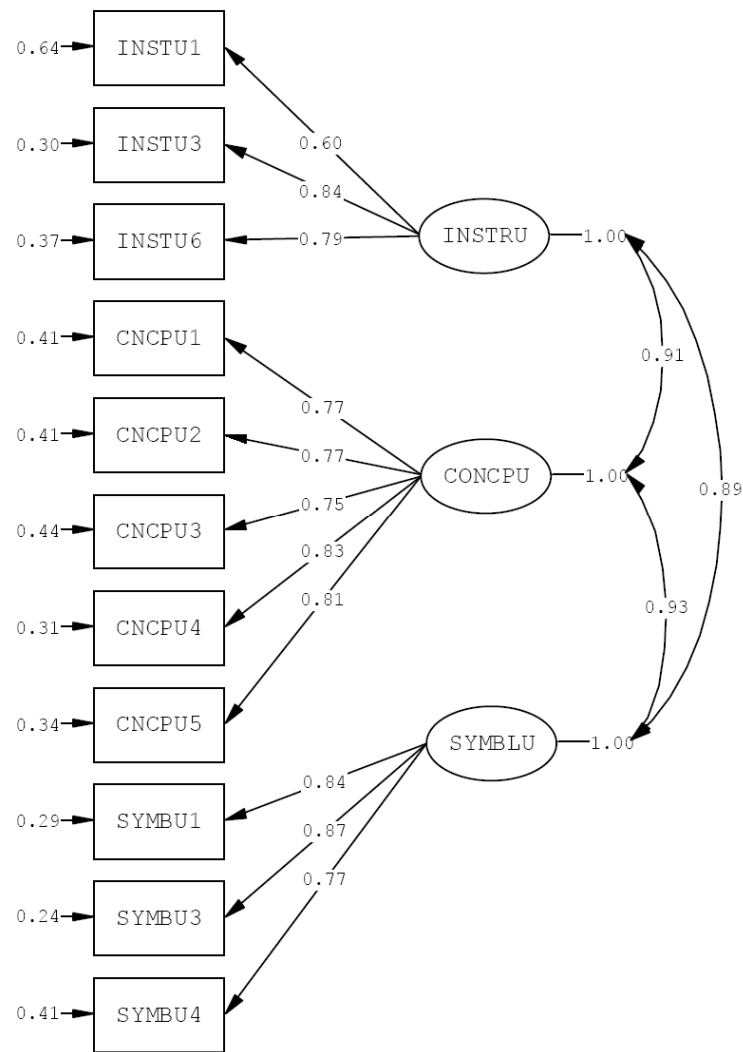 0.64 INSTU1
0.60
0.30 INSTU3
0.84
0.37 INSTU6
0.79
INSTRU 1.00
0.41 CNCPU1
0.91
0.77
0.41 CNCPU2
0.77
CONCPU 1.00
0.89
0.75
0.44 CNCPU3
0.83
0.81
0.93
0.31 CNCPU4
0.34 CNCPU5
SYMBLU 1.00
0.84
0.29 SYMBU1
0.87
0.77
0.24 SYMBU3
0.41 SYMBU4